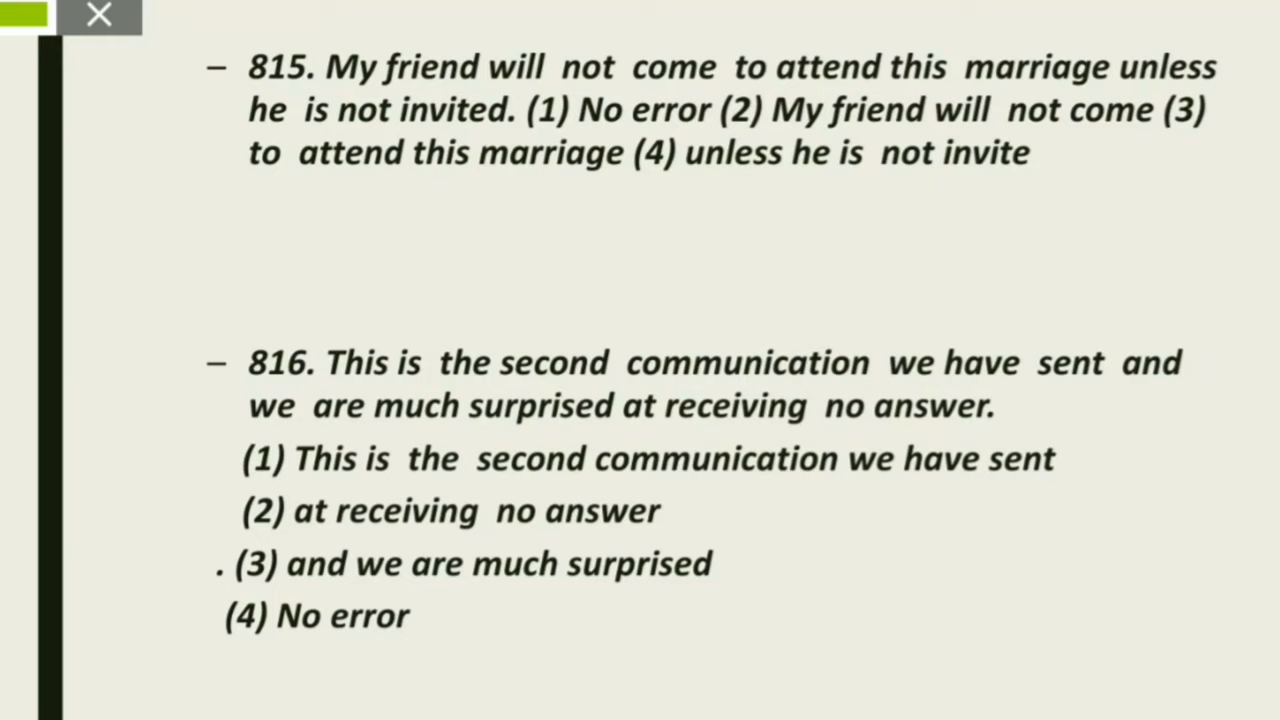 – 815. My friend will not come to attend this marriage unless
he is not invited. (1) No error (2) My friend will not come (3)
to attend this marriage (4) unless he is not invite
– 816. This is the second communication we have sent and
we are much surprised at receiving no answer.
(1) This is the second communication we have sent
(2) at receiving no answer
. (3) and we are much surprised
(4) No error